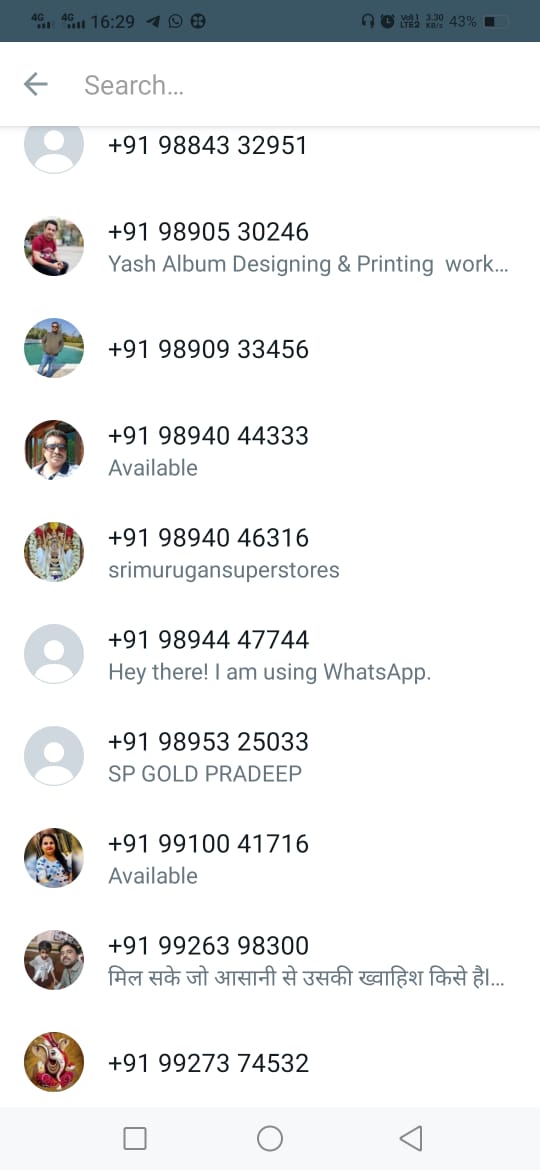 4G 4G 16:29 3.30 KB/s 43%
Search...
+91 98843 32951
+91 98905 30246
Yash Album Designing & Printing work...
+91 98909 33456
+91 98940 44333
Available
+91 98940 46316
srimurugansuperstores
+91 98944 47744
Hey there! I am using WhatsApp.
+91 98953 25033
SP GOLD PRADEEP
+91 99100 41716
Available
+91 99263 98300
मिल सके जो आसानी से उसकी ख्वाहिश किसे है।...
+91 99273 74532